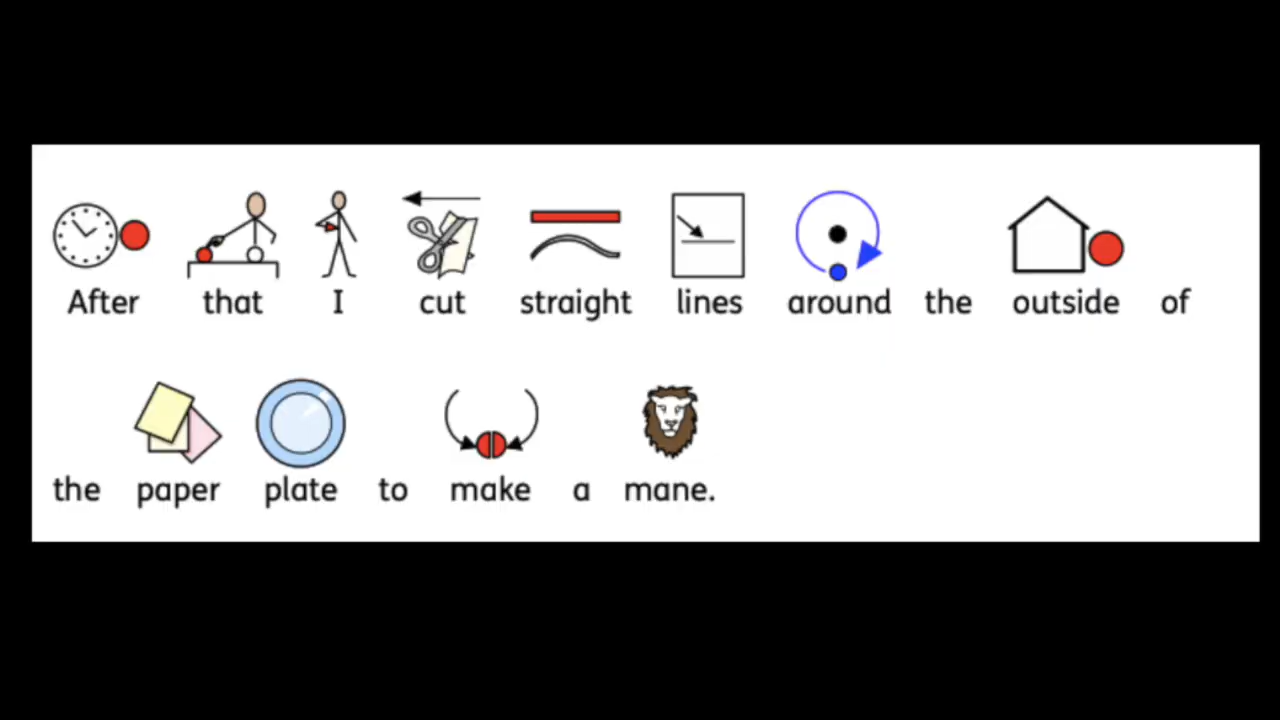 After that I cut straight lines around the outside of
the paper plate to make a mane.